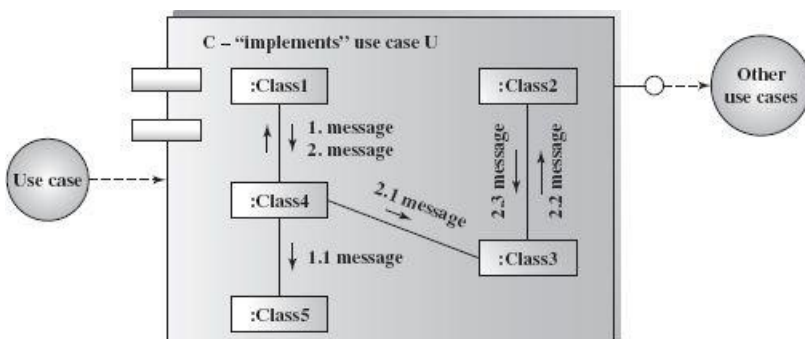 C – “implements” use case U
:Class1
:Class2
Other
use cases
1. message
2. message
Use case
:Class4
2.1 message
2.3 message
2.2 message
:Class3
1.1 message
:Class5